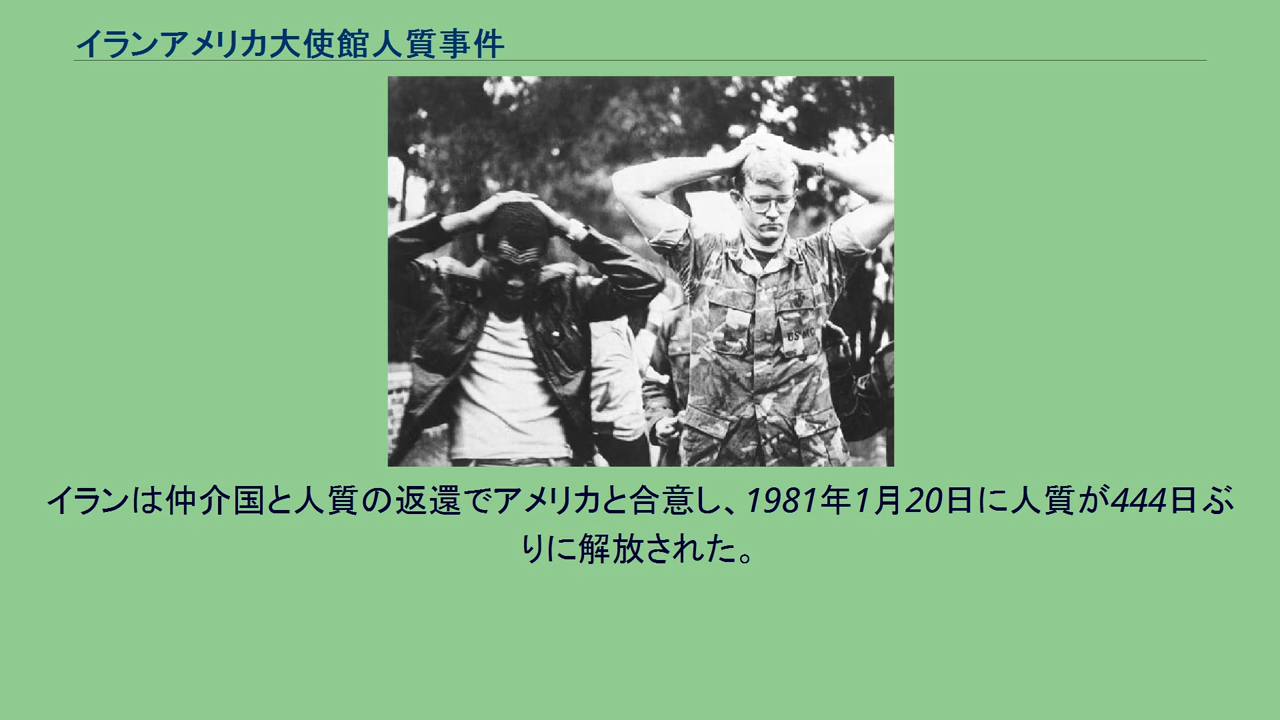 イランアメリカ大使館人質事件
イランは仲介国と人質の返還でアメリカと合意し、1981年1月20日に人質が444日ぶ
りに解放された。